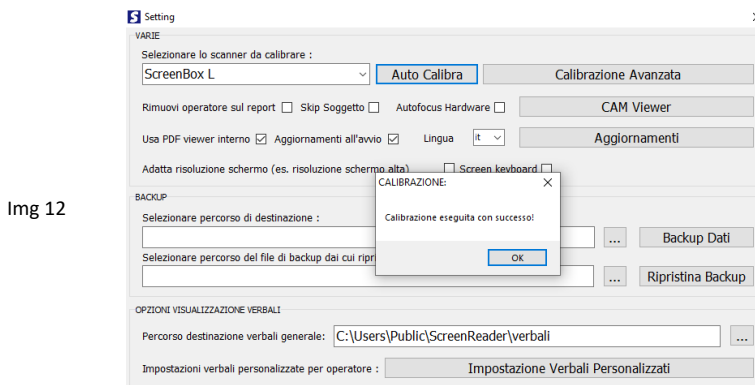 Setting
VARIE
Selezionare lo scanner da calibrare :
ScreenBox L Auto Calibra Calibrazione Avanzata
Rimuovi operatore sul report Skip Soggetto Autofocus Hardware CAM Viewer
Usa PDF viewer interno Aggiornamenti all'avvio Lingua it Aggiornamenti
Adatta risoluzione schermo (es. risoluzione schermo alta) Screen keyboard
CALIBRAZIONE:
Calibrazione eseguita con successo!
OK
BACKUP
Img 12
Selezionare percorso di destinazione :
... Backup Dati
Selezionare percorso del file di backup dai cui ripri
... Ripristina Backup
OPZIONI VISUALIZZAZIONE VERBALI
Percorso destinazione verbali generale: C:\Users\Public\ScreenReader\verbali ...
Impostazioni verbali personalizzate per operatore : Impostazione Verbali Personalizzati